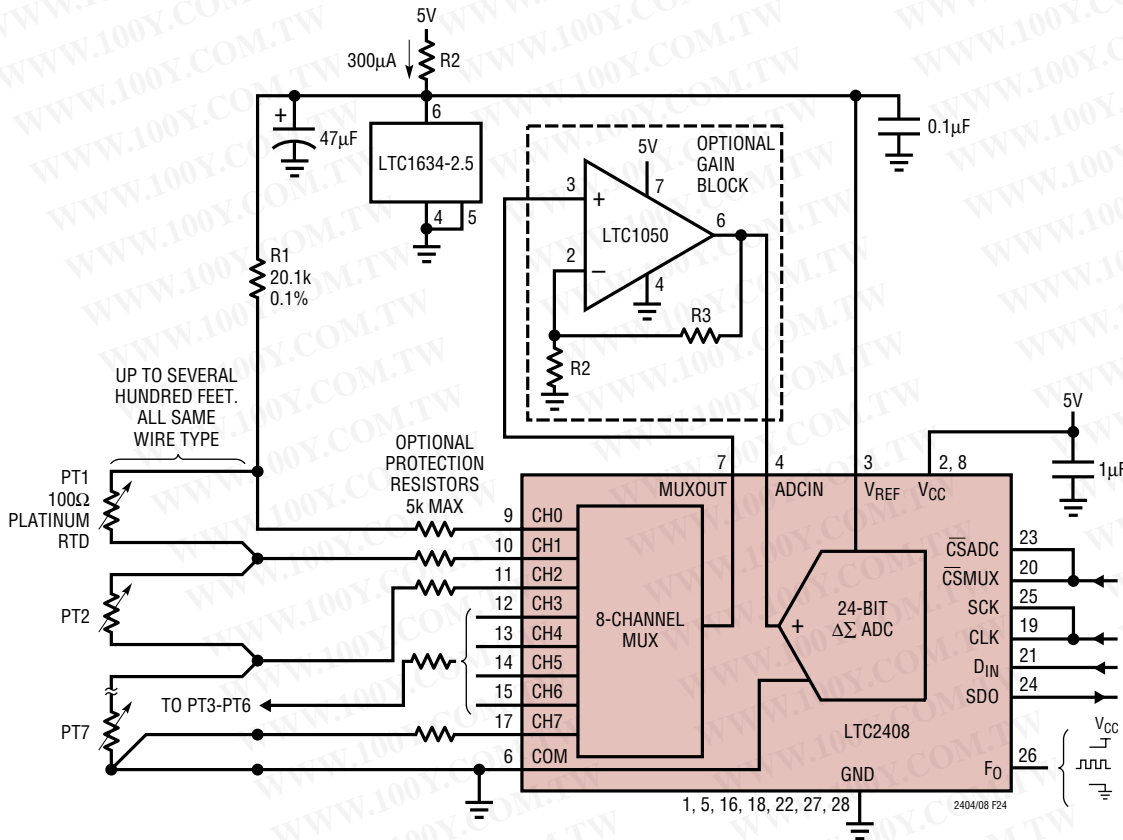 5V
300µA
R2
6
+
47µF
LTC1634-2.5
4
5
0.1µF
OPTIONAL
GAIN
BLOCK
5V
3
7
+
LTC1050
6
2
–
4
R3
R2
R1
20.1k
0.1%
UP TO SEVERAL
HUNDRED FEET.
ALL SAME
WIRE TYPE
OPTIONAL
PROTECTION
RESISTORS
5k MAX
PT1
100Ω
PLATINUM
RTD
PT2
PT7
TO PT3-PT6
5V
1µF
7
4
3
2, 8
MUXOUT
ADCIN
VREF
VCC
9 CH0
10 CH1
11 CH2
12 CH3
13 CH4
14 CH5
15 CH6
17 CH7
6 COM
8-CHANNEL
MUX
+
24-BIT
ΔΣ ADC
LTC2408
GND
CSADC 23
CSMUX 20
SCK 25
CLK 19
DIN 21
SDO 24
FO 26
VCC
1, 5, 16, 18, 22, 27, 28
2404/08 F24
WWW.100Y.COM.TW